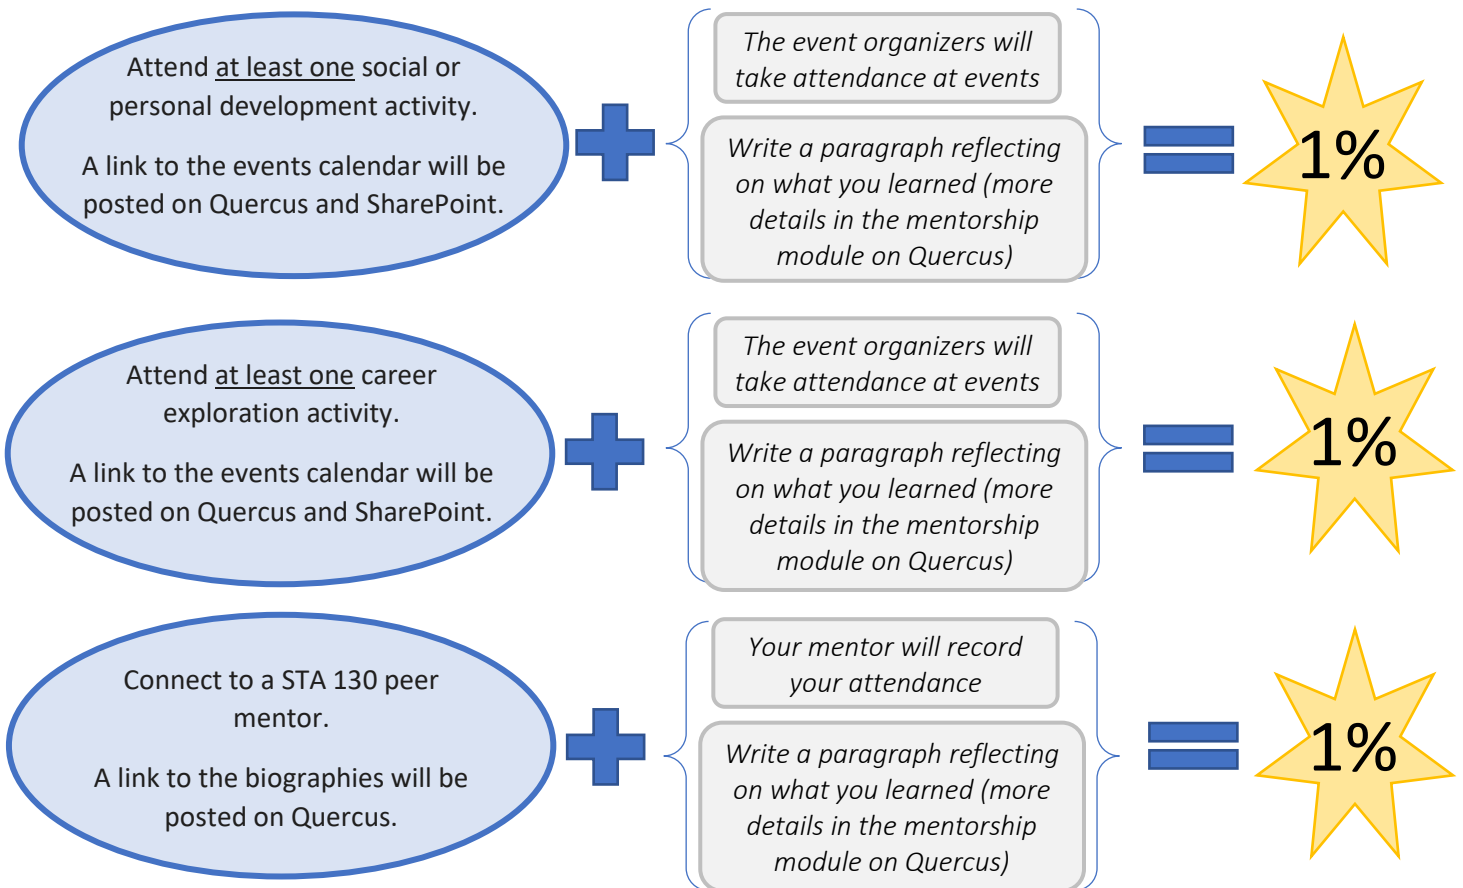 Attend at least one social or
personal development activity.
A link to the events calendar will be
posted on Quercus and SharePoint.
The event organizers will
take attendance at events
Write a paragraph reflecting
on what you learned (more
details in the mentorship
module on Quercus)
1%
Attend at least one career
exploration activity.
A link to the events calendar will be
posted on Quercus and SharePoint.
The event organizers will
take attendance at events
Write a paragraph reflecting
on what you learned (more
details in the mentorship
module on Quercus)
1%
Connect to a STA 130 peer
mentor.
A link to the biographies will be
posted on Quercus.
Your mentor will record
your attendance
Write a paragraph reflecting
on what you learned (more
details in the mentorship
module on Quercus)
1%